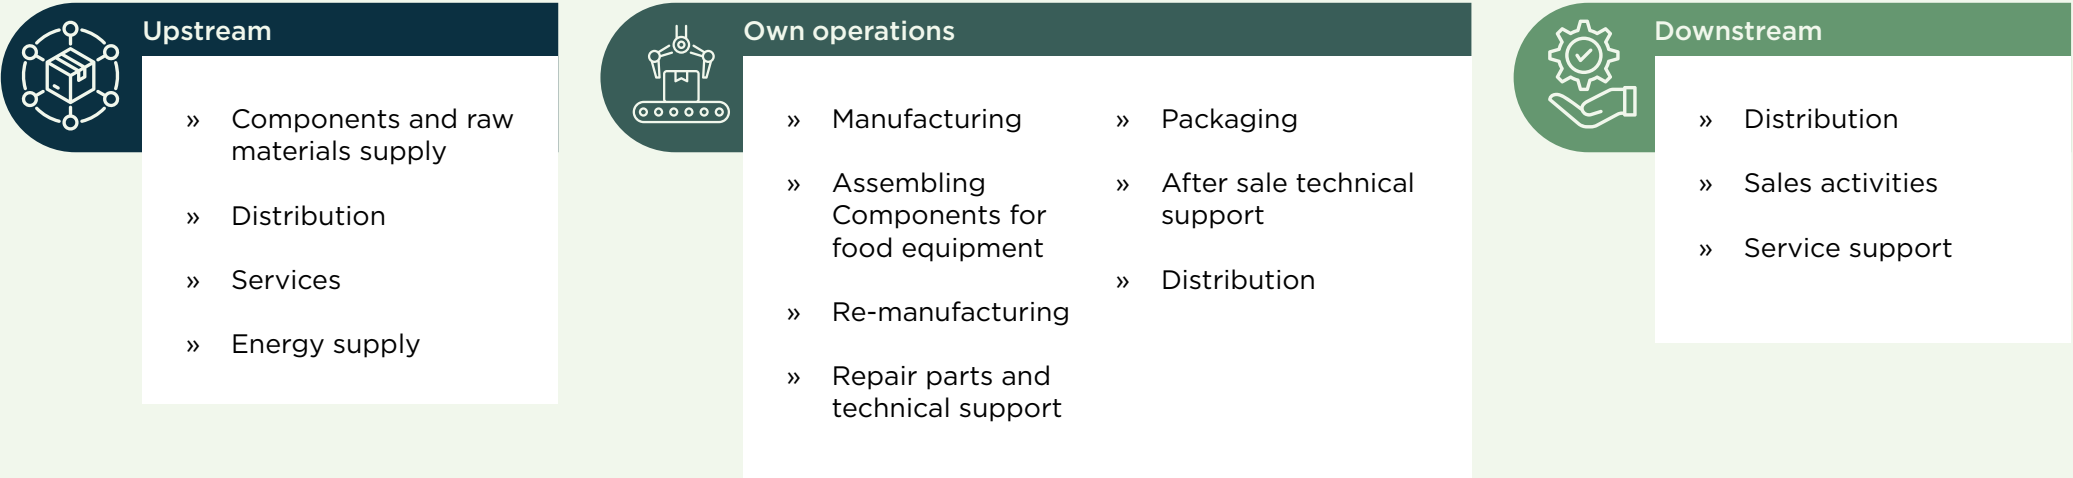 Upstream
» Components and raw
materials supply
» Distribution
» Services
» Energy supply
Own operations
» Manufacturing
» Assembling
Components for
food equipment
» Re-manufacturing
» Repair parts and
technical support
» Packaging
» After sale technical
support
» Distribution
Downstream
» Distribution
» Sales activities
» Service support